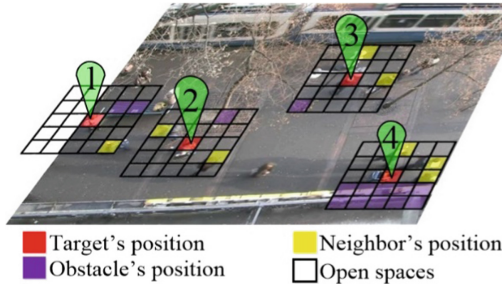 1
2
3
4
Target's position
Neighbor's position
Obstacle's position
Open spaces